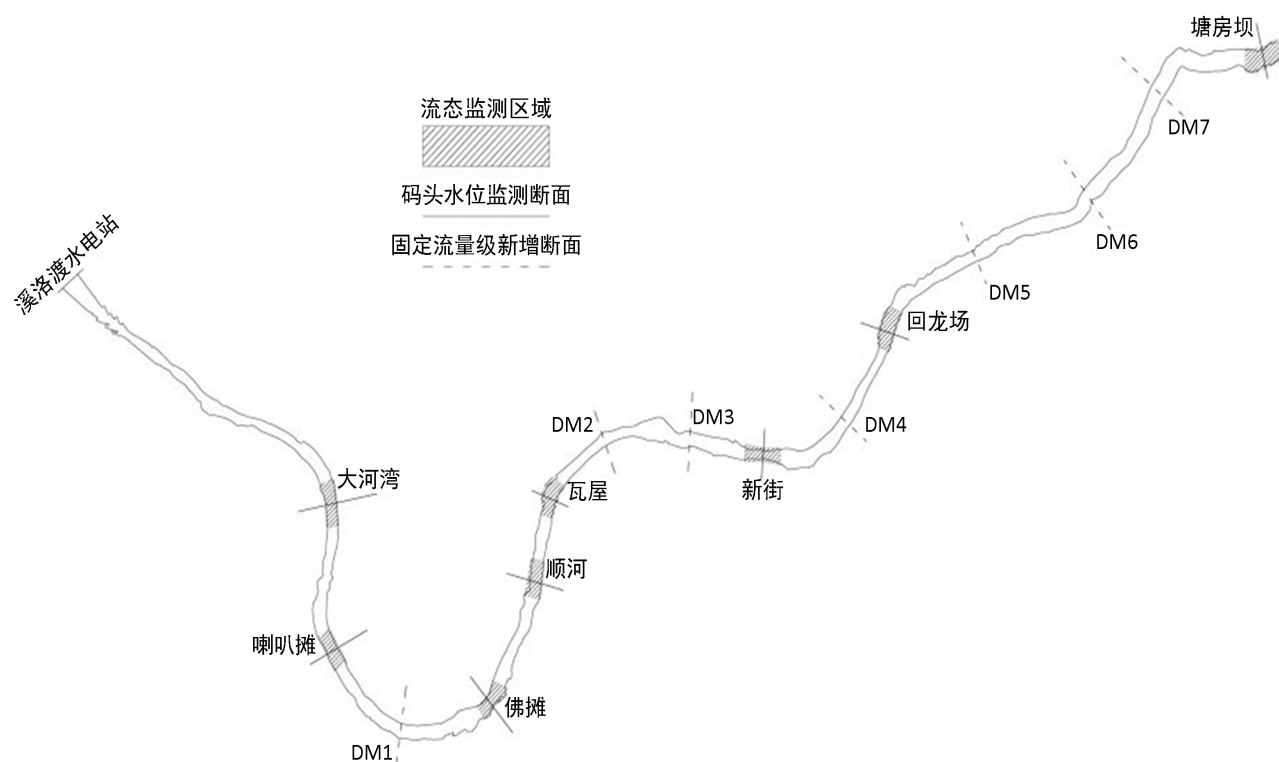 塘房坝
流态监测区域
DM7
码头水位监测断面
固定流量级新增断面
溪洛渡水电站
DM6
DM5
回龙场
DM2
DM3
DM4
大河湾
瓦屋
新街
顺河
喇叭摊
佛摊
DM1